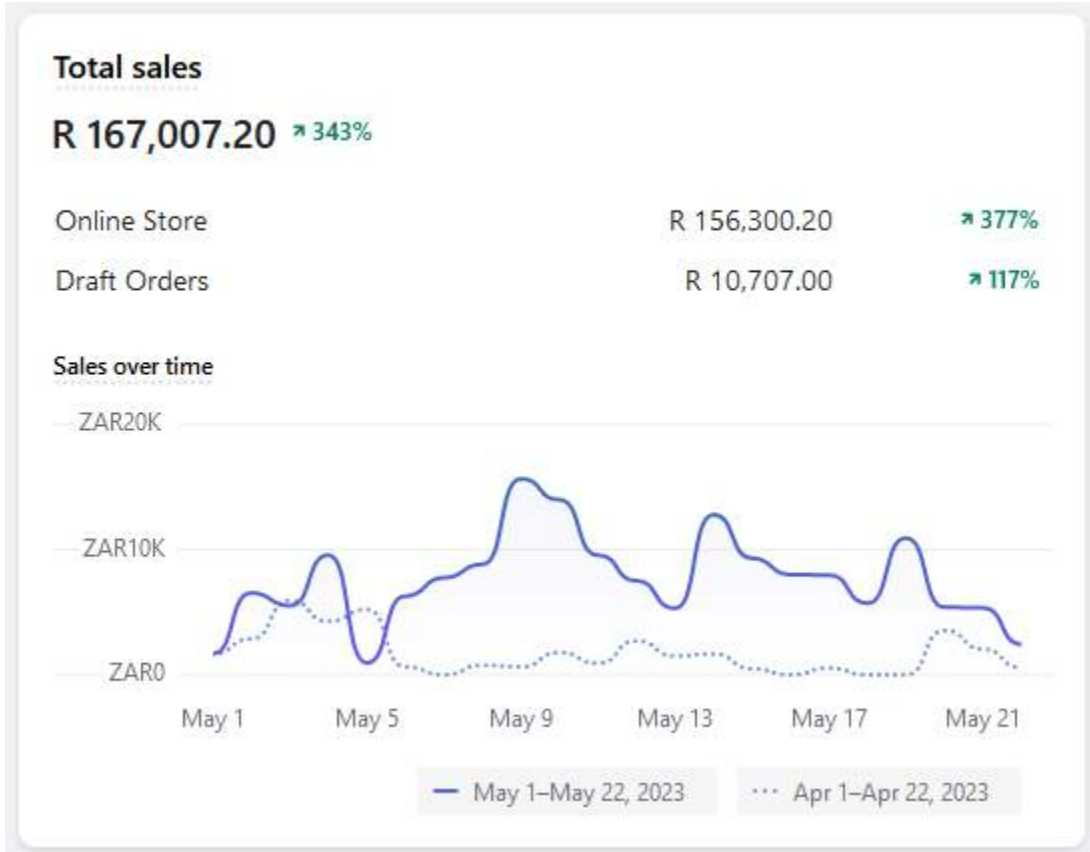 Total sales
R 167,007.20 ↗ 343%
Online Store R 156,300.20 ↗ 377%
Draft Orders R 10,707.00 ↗ 117%
Sales over time
ZAR20K
ZAR10K
ZAR0
May 1 May 5 May 9 May 13 May 17 May 21
May 1–May 22, 2023 Apr 1–Apr 22, 2023